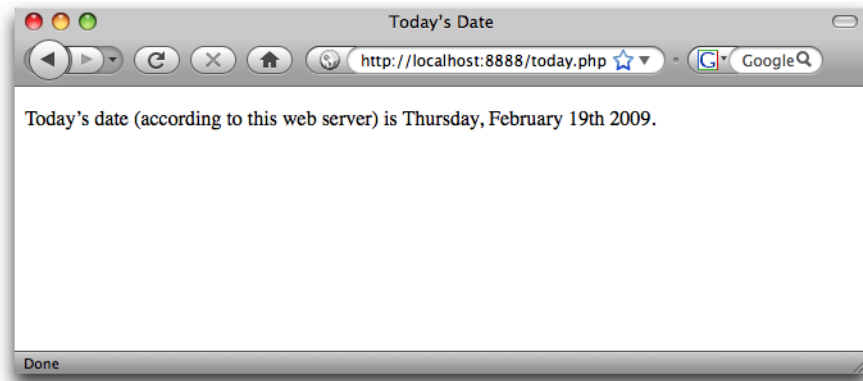 Today's Date
http://localhost:8888/today.php
Google
Today's date (according to this web server) is Thursday, February 19th 2009.
Done